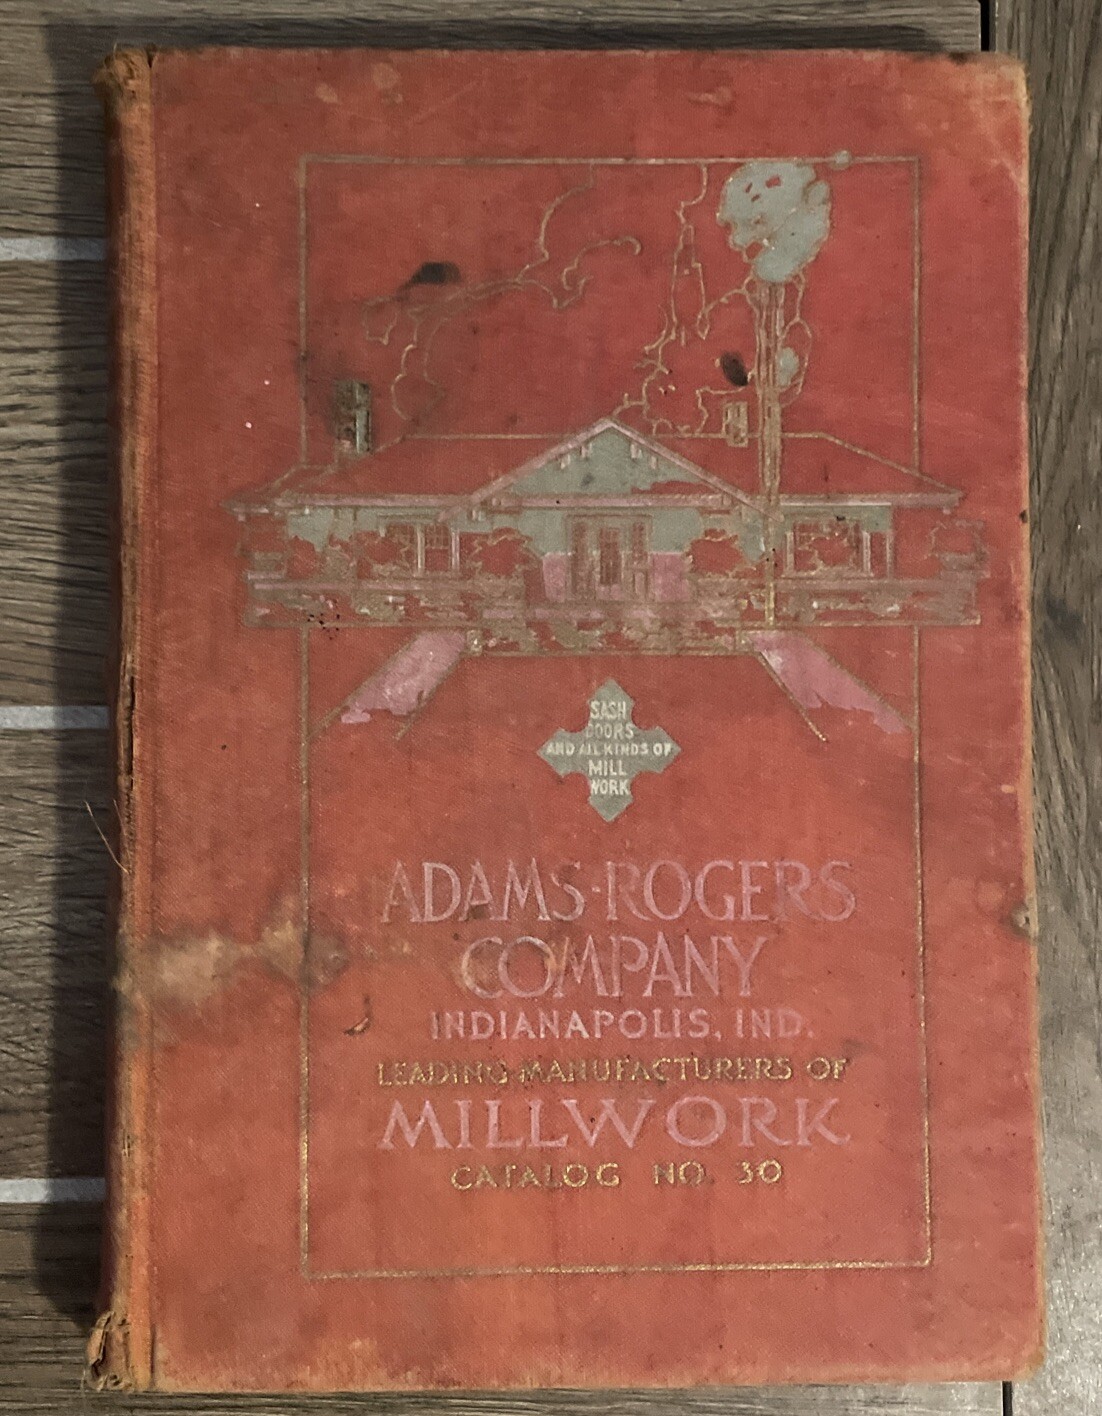 SASH
DOORS
AND ALL KINDS OF
MILL
WORK
ADAMS-ROGERS
COMPANY
INDIANAPOLIS, IND.
LEADING MANUFACTURERS OF
MILLWORK
CATALOG NO. 30